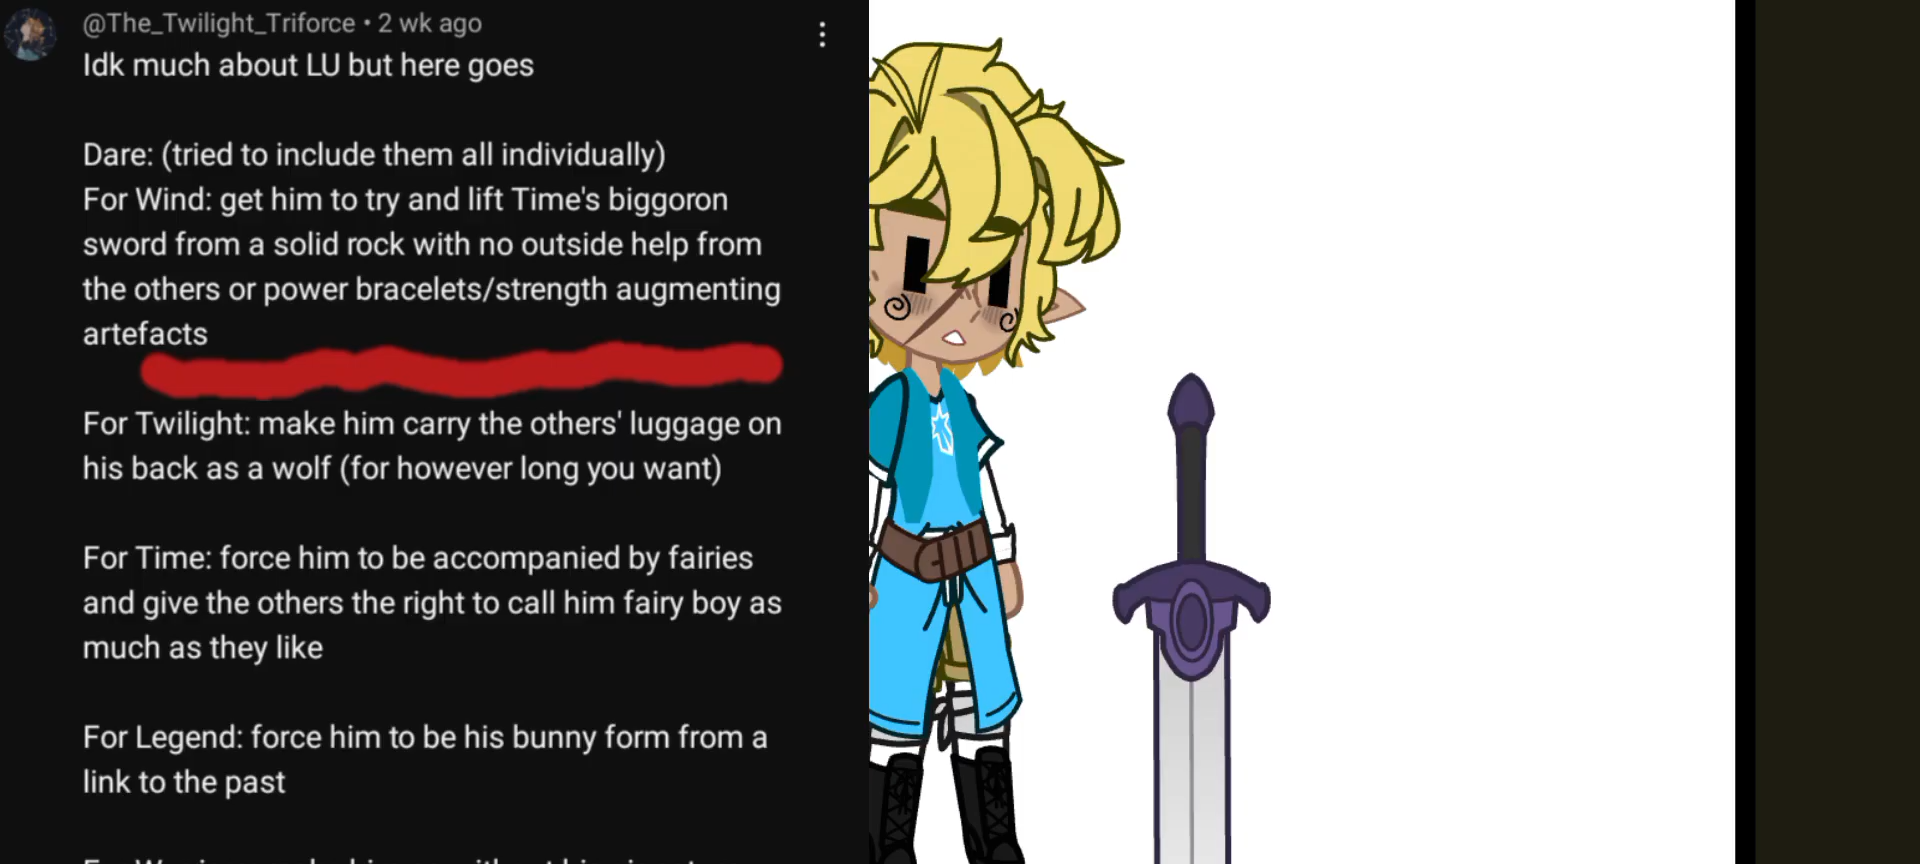 @The_Twilight_Triforce • 2 wk ago
Idk much about LU but here goes
Dare: (tried to include them all individually)
For Wind: get him to try and lift Time's biggoron
sword from a solid rock with no outside help from
the others or power bracelets/strength augmenting
artefacts
For Twilight: make him carry the others' luggage on
his back as a wolf (for however long you want)
For Time: force him to be accompanied by fairies
and give the others the right to call him fairy boy as
much as they like
For Legend: force him to be his bunny form from a
link to the past